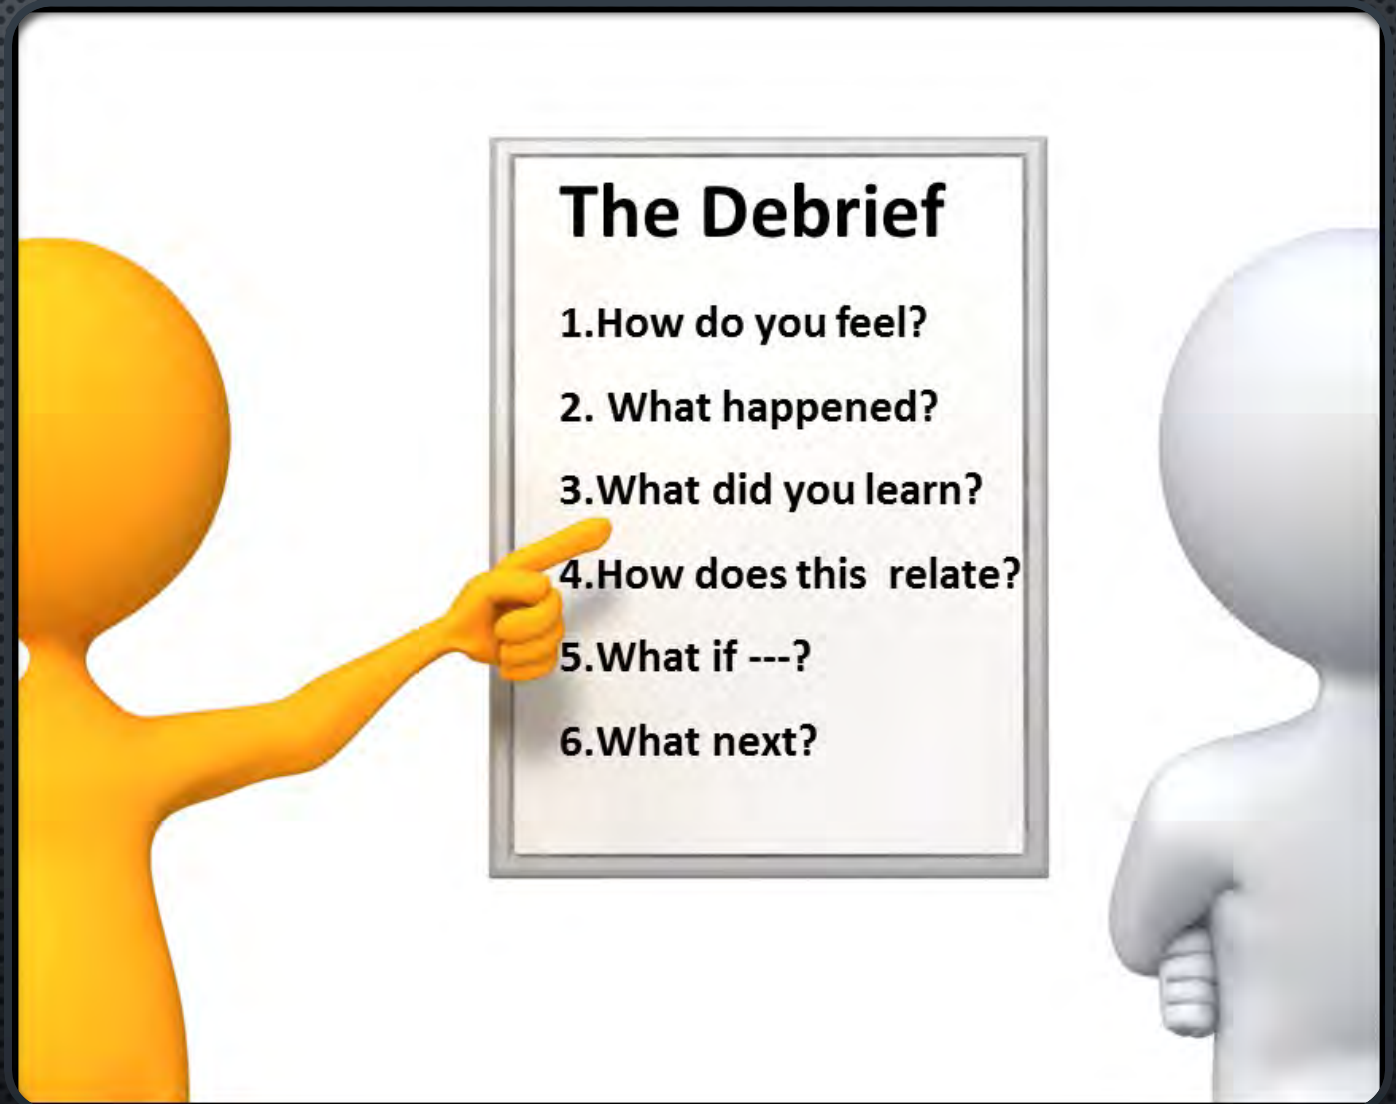 The Debrief
1.How do you feel?
2. What happened?
3.What did you learn?
4.How does this relate?
5.What if ---?
6.What next?